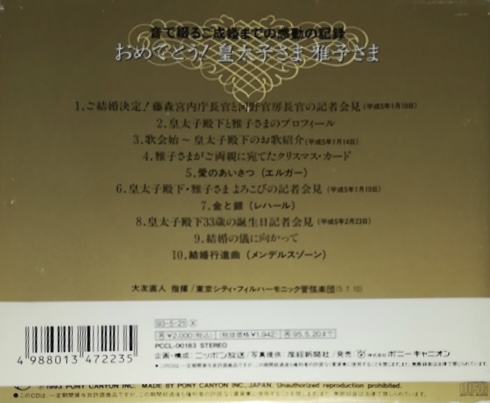 音で綴るご成婚までの感動の記録
おめでとう！皇太子さま 雅子さま
1.ご結婚決定！藤森宮内庁長官と河野官房長官の記者会見（平成5年1月19日）
2.皇太子殿下と雅子さまのプロフィール
3.歌会始〜皇太子殿下のお歌紹介（平成5年1月14日）
4.雅子さまがご両親に宛てたクリスマス・カード
5.愛のあいさつ（エルガー）
6.皇太子殿下・雅子さまよろこびの記者会見（平成5年1月19日）
7.金と銀（レハール）
8.皇太子殿下33歳の誕生日記者会見（平成5年2月23日）
9.結婚の儀に向かって
10.結婚行進曲（メンデルスゾーン）
大友直人 指揮／東京シティ・フィルハーモニック管弦楽団(5.7.10)
93·5·21 X
￥2,000(税込) (税抜価格￥1,942) 95.5.20まで
PCCL-00183 STEREO
企画・構成／ニッポン放送／写真提供 産経新聞社／発売 株式会社ポニーキャニオン
4 988013 472235
1993 PONY CANYON INC. MADE BY PONY CANYON INC., JAPAN. Unauthorized reproduction prohibited.